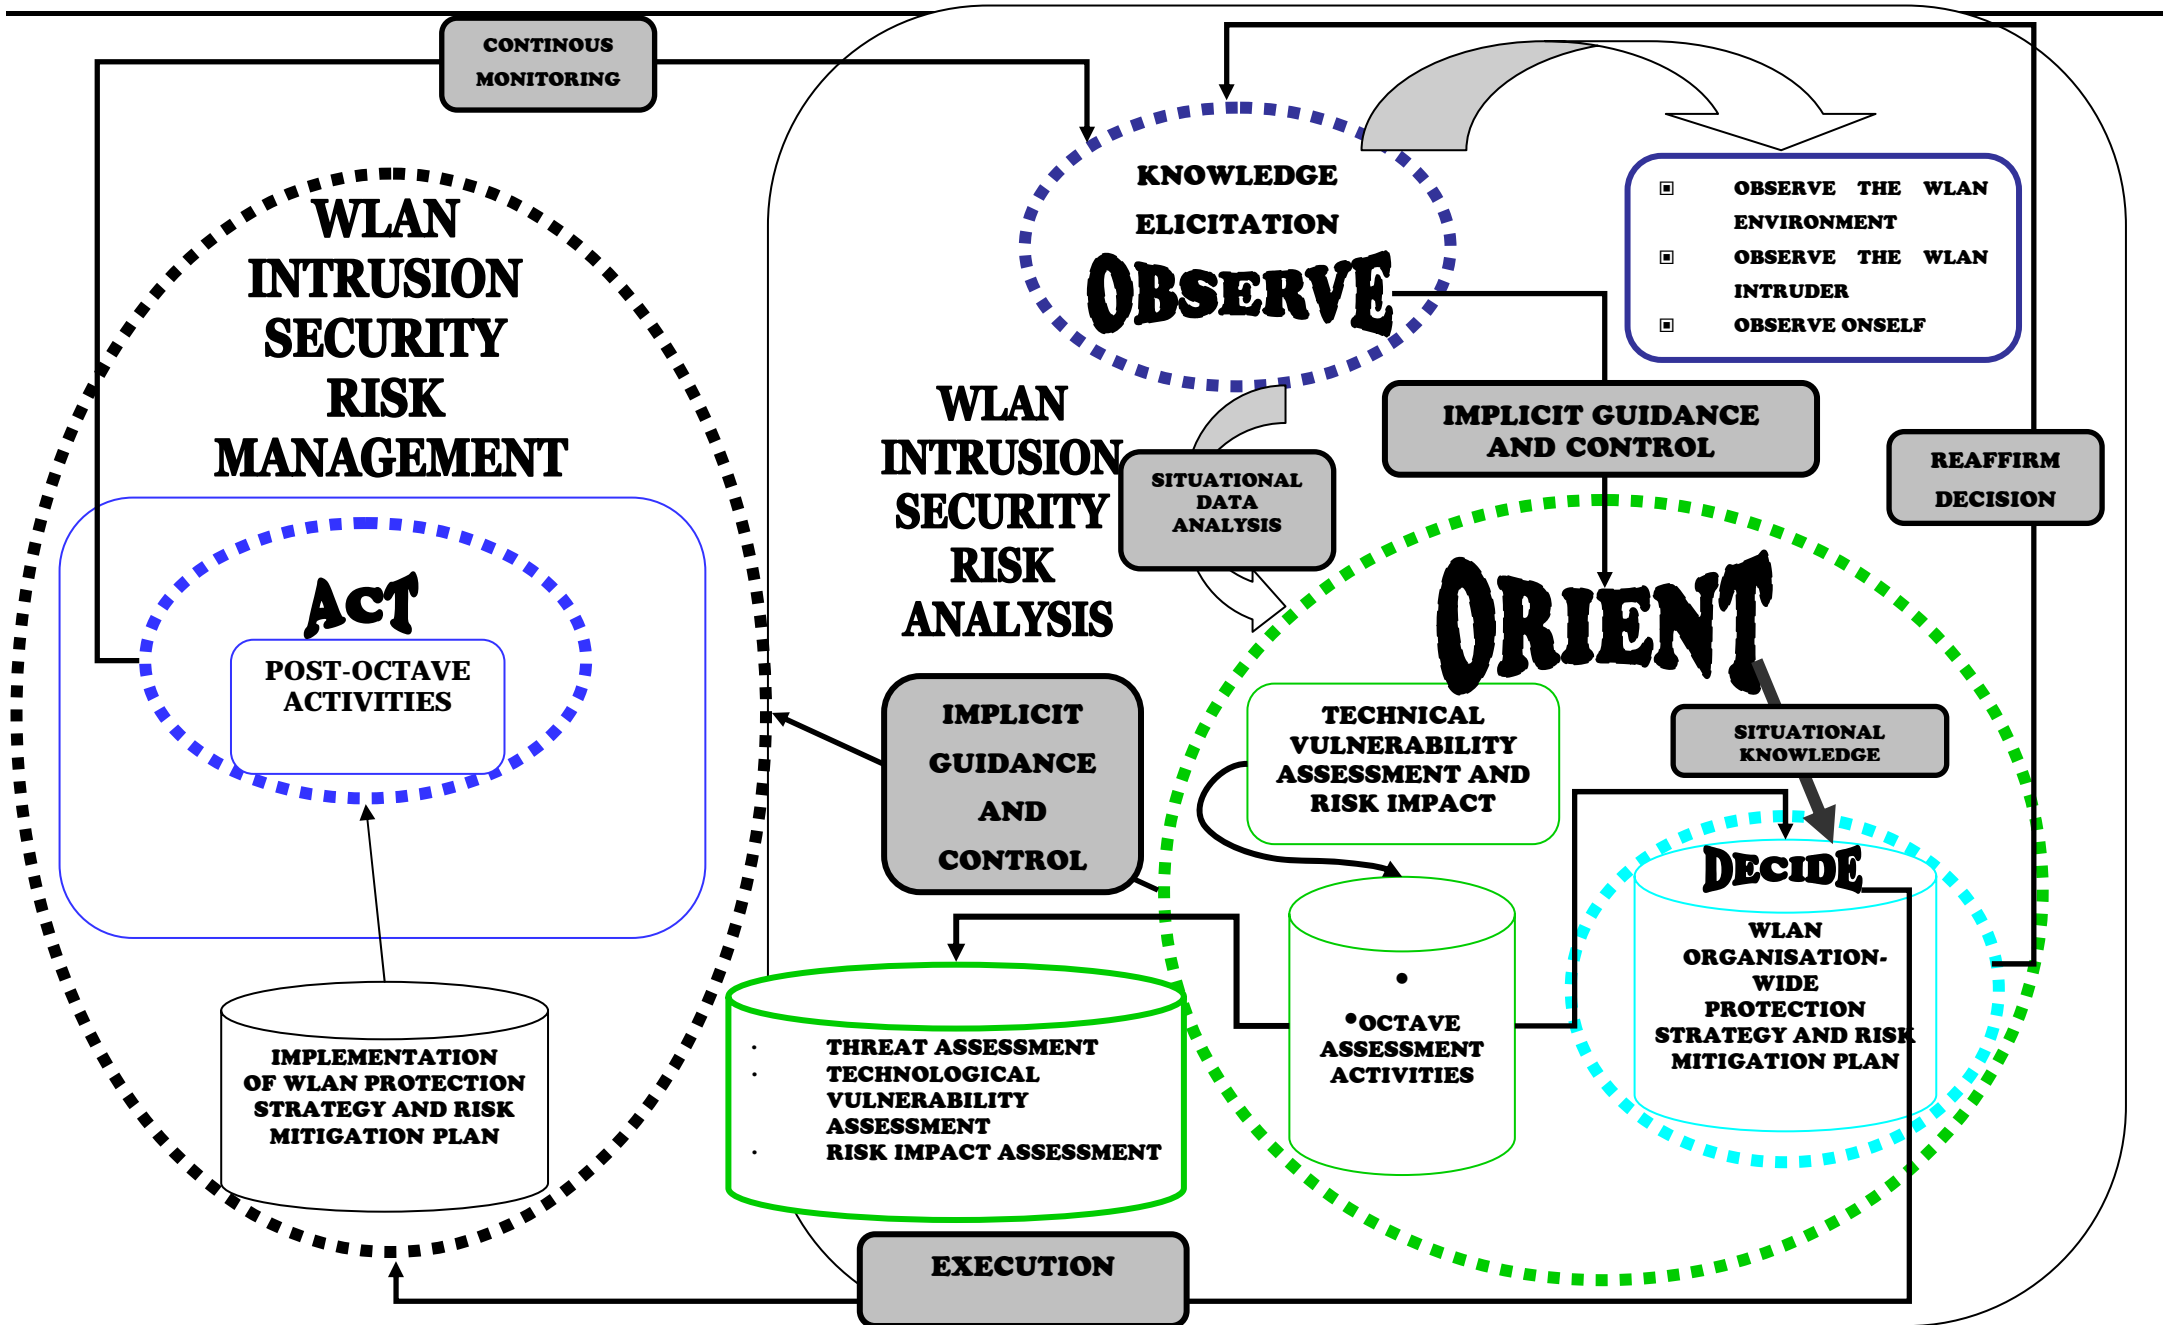 CONTINOUS
MONITORING
KNOWLEDGE
ELICITATION
OBSERVE
▣ OBSERVE THE WLAN
ENVIRONMENT
▣ OBSERVE THE WLAN
INTRUDER
▣ OBSERVE ONSELF
WLAN
INTRUSION
SECURITY
RISK
MANAGEMENT
WLAN
INTRUSION
SECURITY
RISK
ANALYSIS
SITUATIONAL
DATA
ANALYSIS
IMPLICIT GUIDANCE
AND CONTROL
REAFFIRM
DECISION
ACT
POST-OCTAVE
ACTIVITIES
ORIENT
IMPLICIT
GUIDANCE
AND
CONTROL
TECHNICAL
VULNERABILITY
ASSESSMENT AND
RISK IMPACT
SITUATIONAL
KNOWLEDGE
DECIDE
WLAN
ORGANISATION-
WIDE
PROTECTION
STRATEGY AND RISK
MITIGATION PLAN
•
•OCTAVE
ASSESSMENT
ACTIVITIES
· THREAT ASSESSMENT
· TECHNOLOGICAL
VULNERABILITY
ASSESSMENT
· RISK IMPACT ASSESSMENT
IMPLEMENTATION
OF WLAN PROTECTION
STRATEGY AND RISK
MITIGATION PLAN
EXECUTION